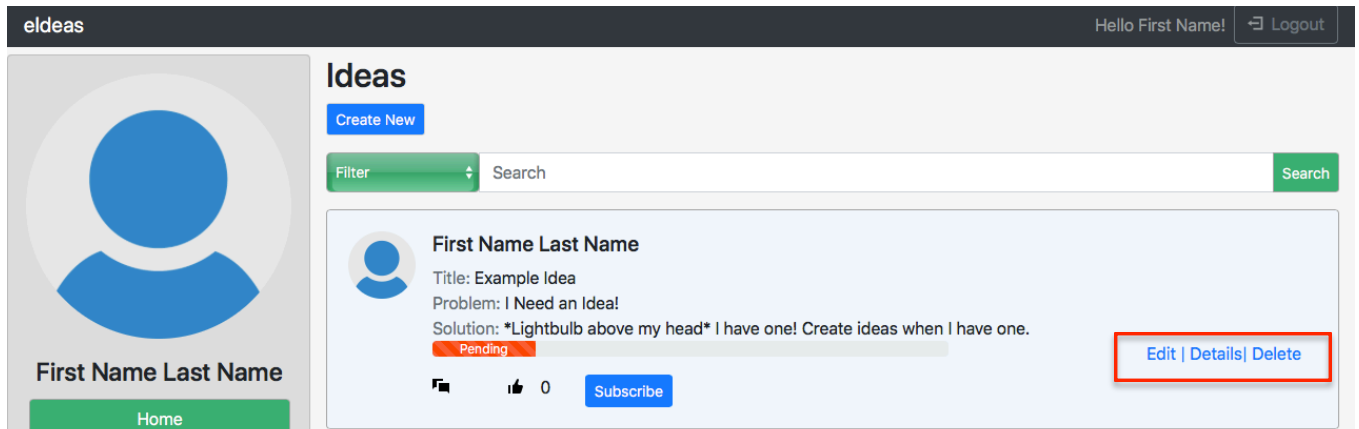 eIdeas
Hello First Name! Logout
Ideas
Create New
Filter Search Search
First Name Last Name
Title: Example Idea
Problem: I Need an Idea!
Solution: *Lightbulb above my head* I have one! Create ideas when I have one.
Pending
Edit | Details| Delete
0 Subscribe
First Name Last Name
Home